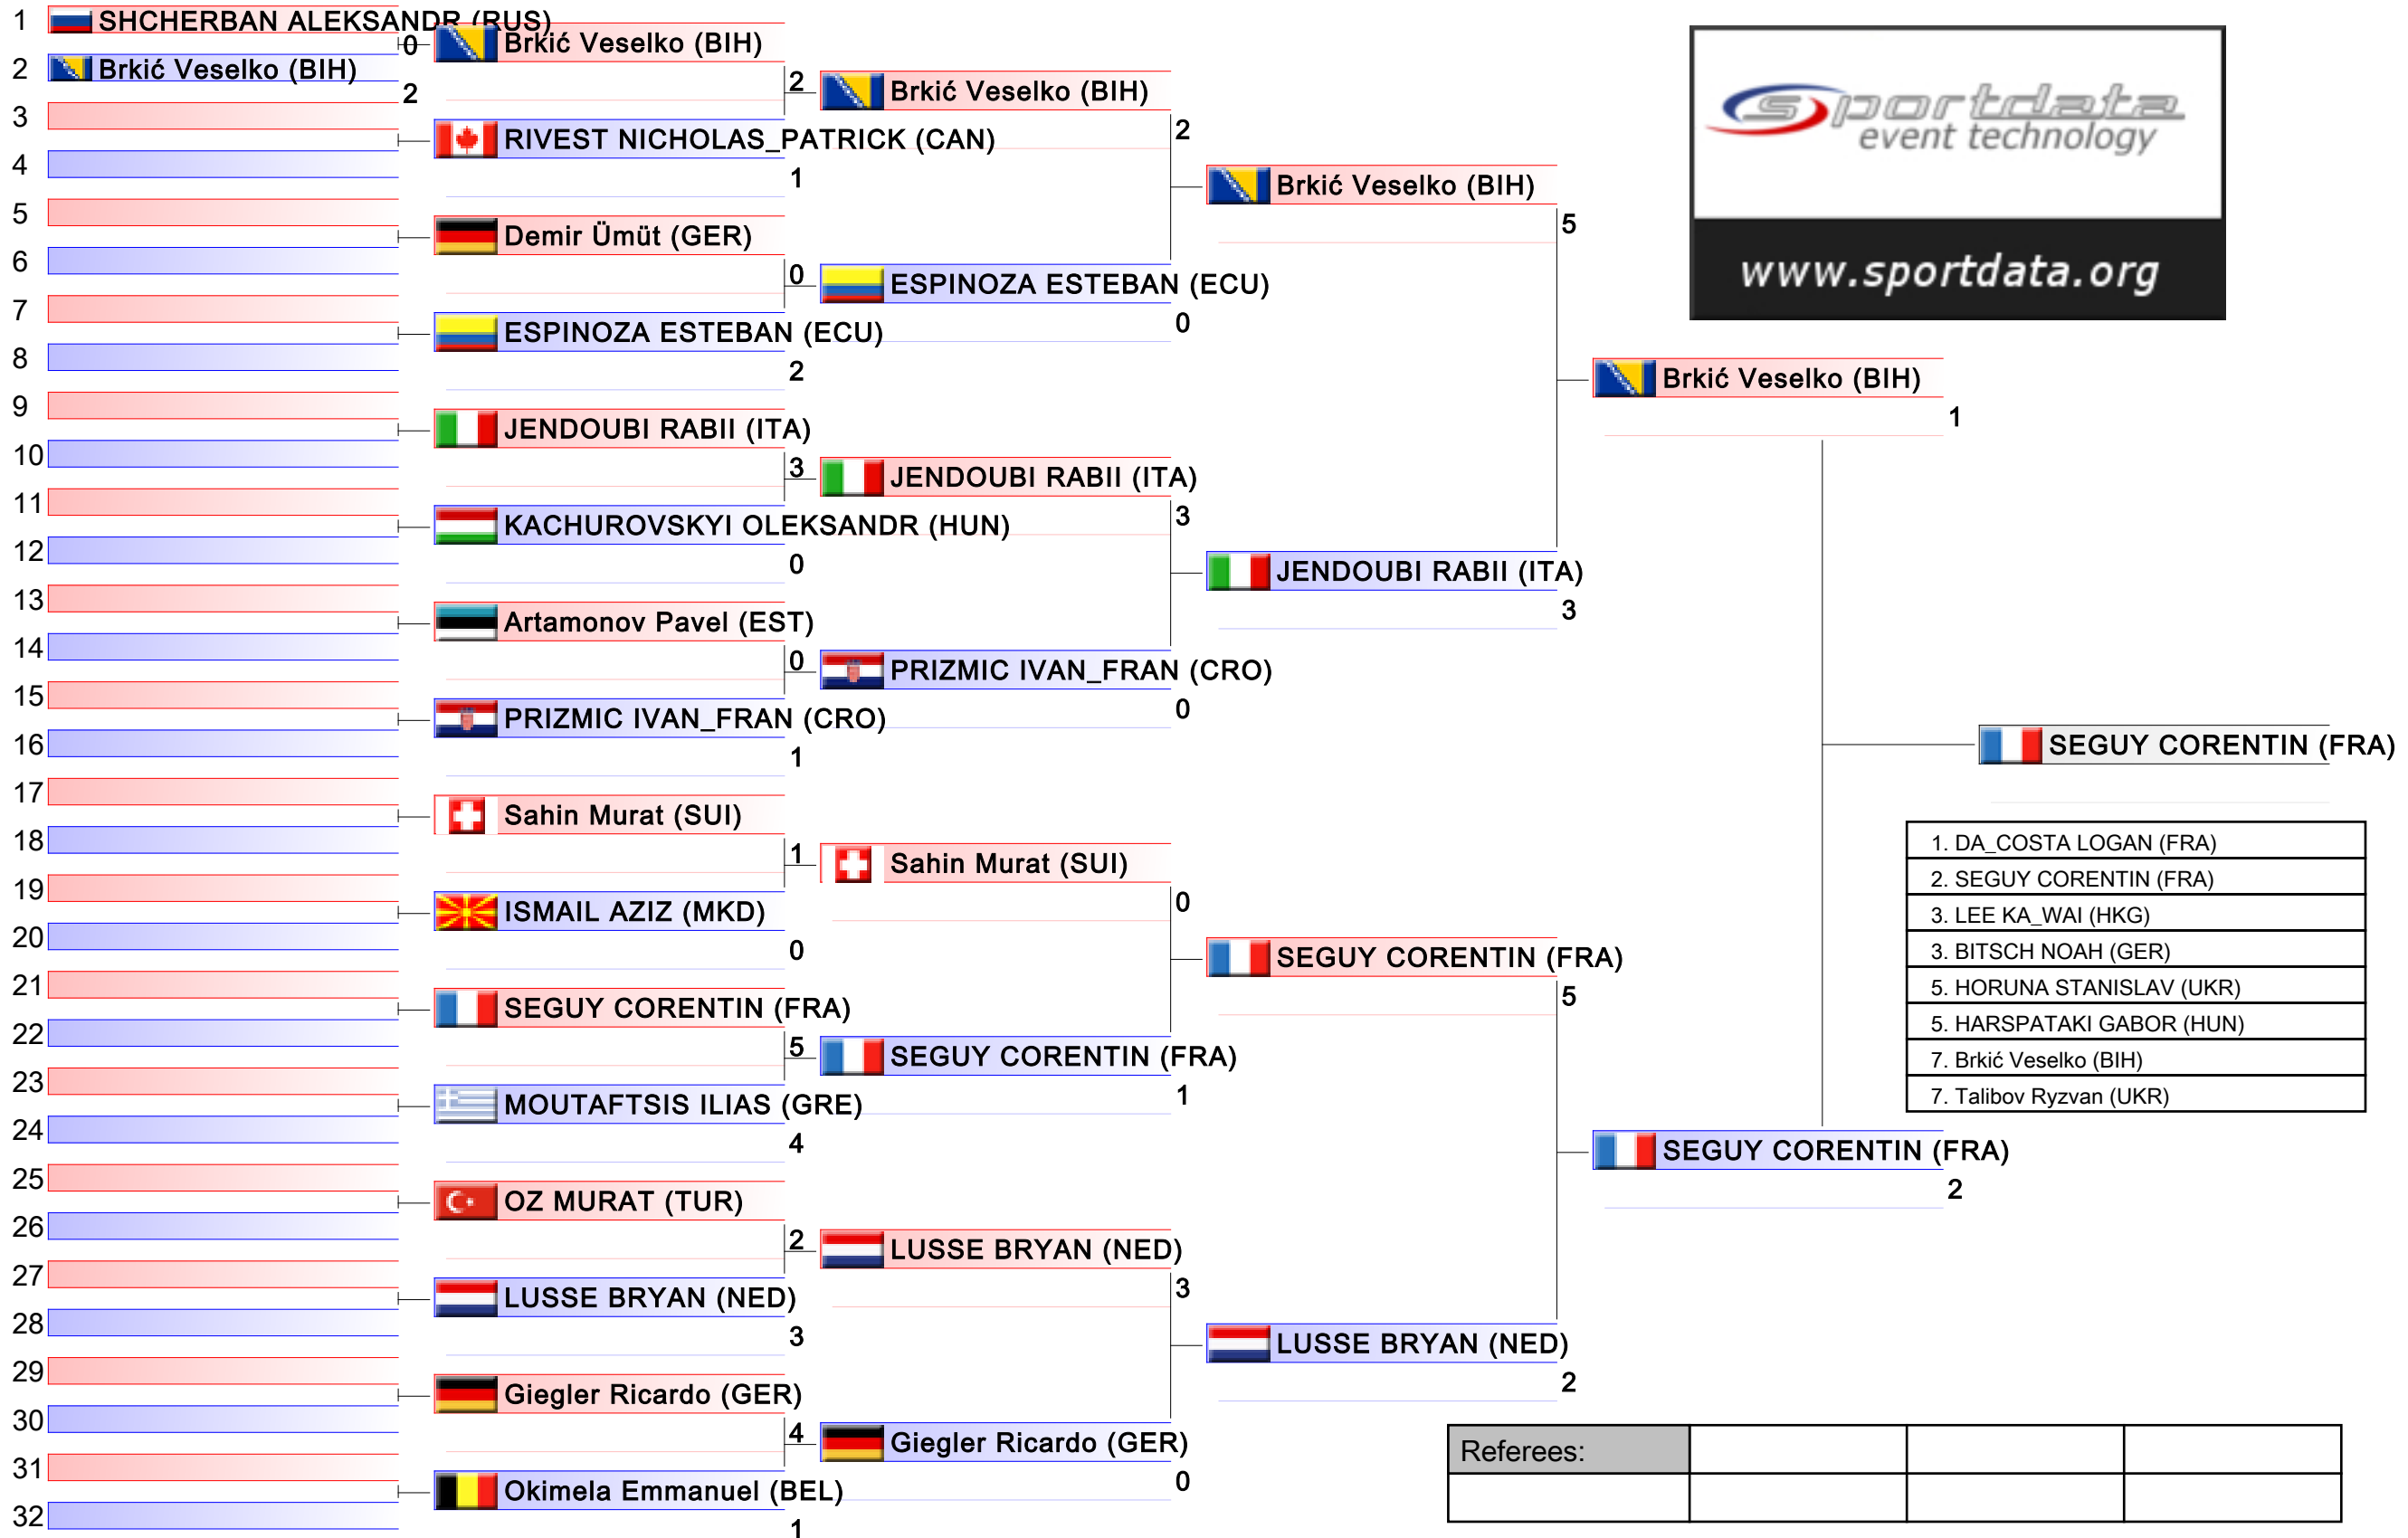 1 SHCHERBAN ALEKSANDR (RUS)
0
2 Brkić Veselko (BIH)
2
3
4
5
6
7
8
9
10
11
12
13
14
15
16
17
18
19
20
21
22
23
24
25
26
27
28
29
30
31
32
Brkić Veselko (BIH)
2
RIVEST NICHOLAS_PATRICK (CAN)
1
Demir Ümüt (GER)
0
ESPINOZA ESTEBAN (ECU)
2
JENDOUBI RABII (ITA)
3
KACHUROVSKYI OLEKSANDR (HUN)
0
Artamonov Pavel (EST)
0
PRIZMIC IVAN_FRAN (CRO)
1
Sahin Murat (SUI)
1
ISMAIL AZIZ (MKD)
0
SEGUY CORENTIN (FRA)
5
MOUTAFTSIS ILIAS (GRE)
4
OZ MURAT (TUR)
2
LUSSE BRYAN (NED)
3
Giegler Ricardo (GER)
4
Okimela Emmanuel (BEL)
1
Brkić Veselko (BIH)
2
ESPINOZA ESTEBAN (ECU)
0
JENDOUBI RABII (ITA)
3
PRIZMIC IVAN_FRAN (CRO)
0
Sahin Murat (SUI)
0
SEGUY CORENTIN (FRA)
1
LUSSE BRYAN (NED)
3
Giegler Ricardo (GER)
0
Brkić Veselko (BIH)
5
JENDOUBI RABII (ITA)
3
SEGUY CORENTIN (FRA)
5
LUSSE BRYAN (NED)
2
Brkić Veselko (BIH)
1
SEGUY CORENTIN (FRA)
2
SEGUY CORENTIN (FRA)
sportdata
event technology
www.sportdata.org
1. DA_COSTA LOGAN (FRA)
2. SEGUY CORENTIN (FRA)
3. LEE KA_WAI (HKG)
3. BITSCH NOAH (GER)
5. HORUNA STANISLAV (UKR)
5. HARSPATAKI GABOR (HUN)
7. Brkić Veselko (BIH)
7. Talibov Ryzvan (UKR)
Referees: